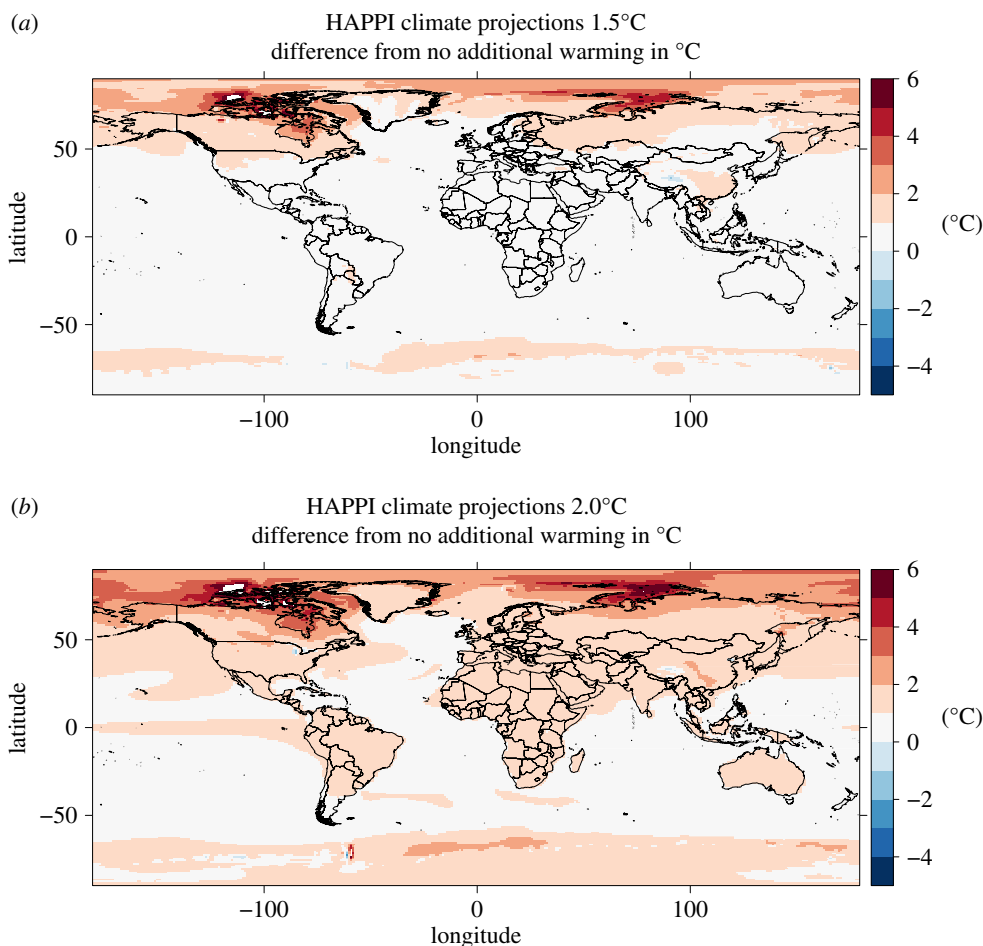 (a)
HAPPI climate projections 1.5°C
difference from no additional warming in °C
6
4
2
0
−2
−4
(°C)
50
0
−50
latitude
−100
0
100
longitude
(b)
HAPPI climate projections 2.0°C
difference from no additional warming in °C
6
4
2
0
−2
−4
(°C)
50
0
−50
latitude
−100
0
100
longitude